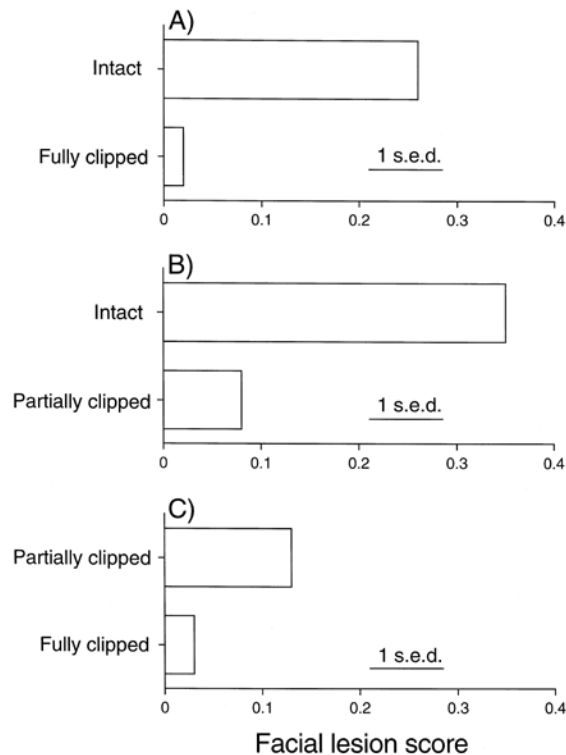 A)
Intact
Fully clipped
1 s.e.d.
0 0.1 0.2 0.3 0.4
B)
Intact
Partially clipped
1 s.e.d.
0 0.1 0.2 0.3 0.4
C)
Partially clipped
Fully clipped
1 s.e.d.
0 0.1 0.2 0.3 0.4
Facial lesion score